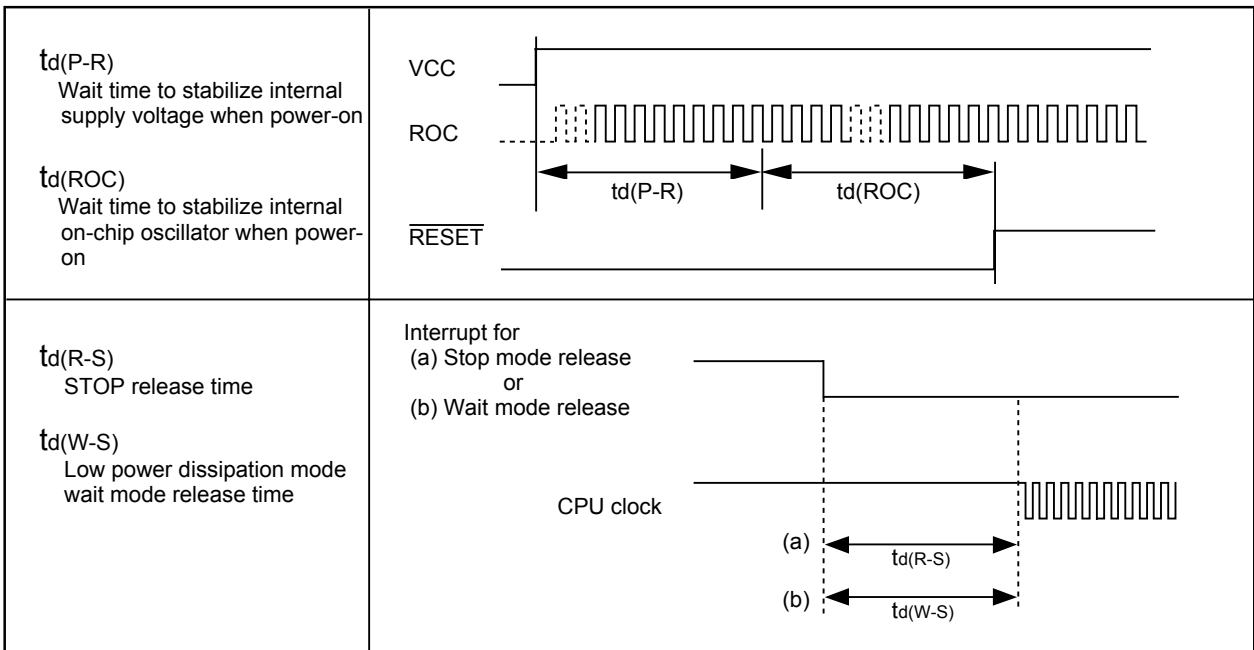 td(P-R)
Wait time to stabilize internal
supply voltage when power-on
td(ROC)
Wait time to stabilize internal
on-chip oscillator when power-
on
VCC
ROC
td(P-R)
td(ROC)
RESET
td(R-S)
STOP release time
td(W-S)
Low power dissipation mode
wait mode release time
Interrupt for
(a) Stop mode release
or
(b) Wait mode release
CPU clock
(a)
td(R-S)
(b)
td(W-S)